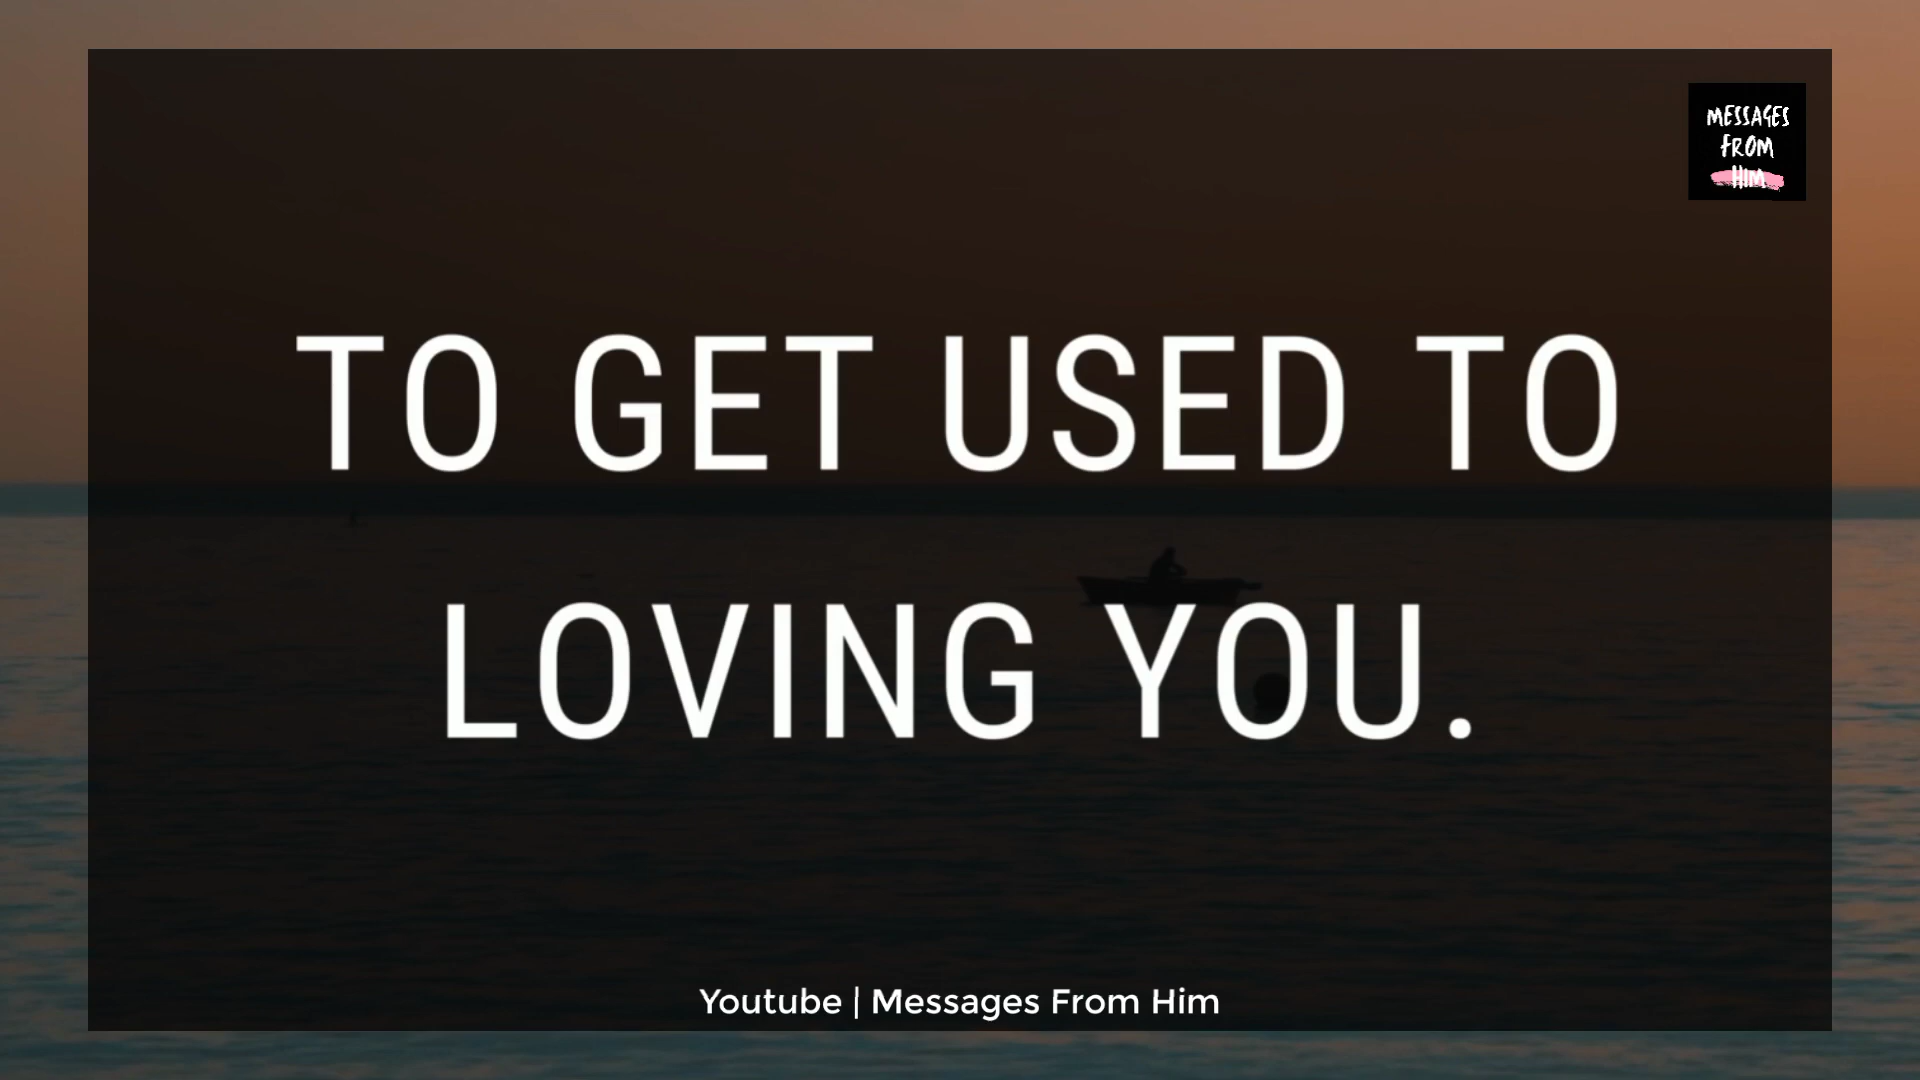 MESSAGES
FROM
HIM
TO GET USED TO
LOVING YOU.
Youtube | Messages From Him